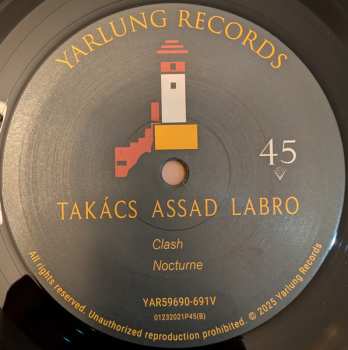 YARLUNG RECORDS
45
TAKÁCS ASSAD LABRO
Clash
Nocturne
YAR59690-691V
01232021P45(B)
All rights reserved. Unauthorized reproduction prohibited. © 2025 Yarlung Records